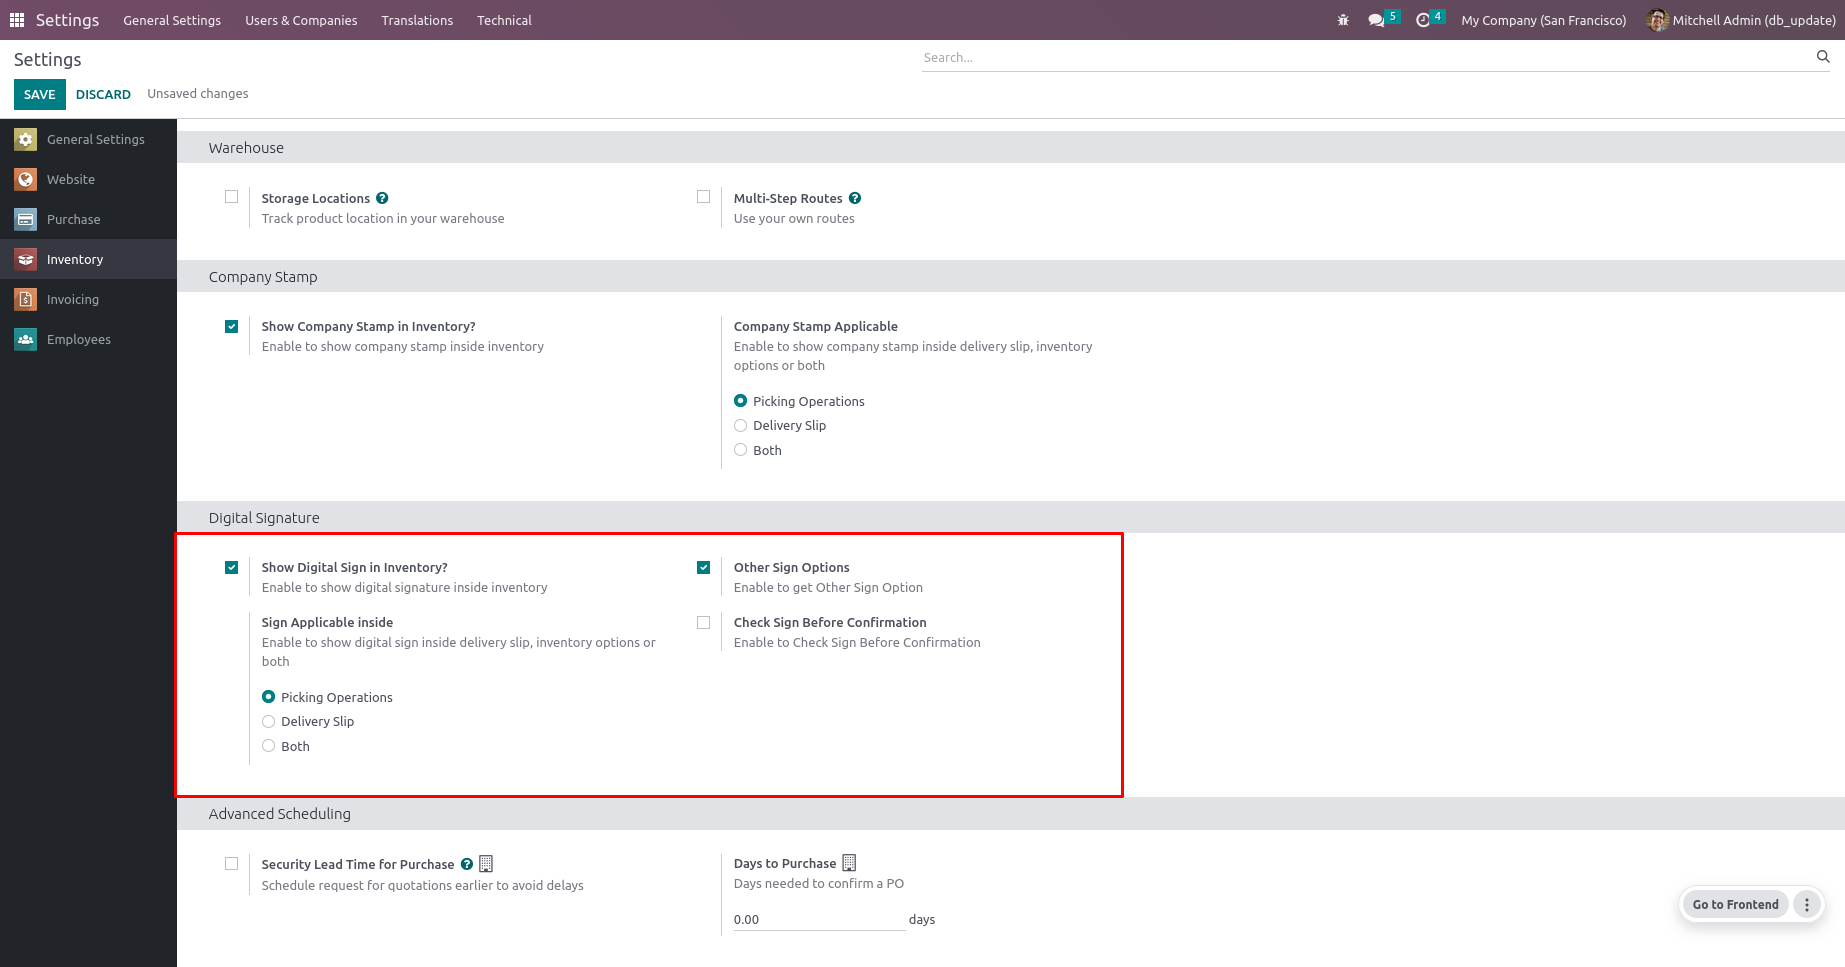 Settings General Settings Users & Companies Translations Technical 5 4 My Company (San Francisco) Mitchell Admin (db_update)
Settings Search...
SAVE DISCARD Unsaved changes
General Settings
Website
Purchase
Inventory
Invoicing
Employees
Warehouse
Storage Locations ? Multi-Step Routes ?
Track product location in your warehouse Use your own routes
Company Stamp
Show Company Stamp in Inventory? Company Stamp Applicable
Enable to show company stamp inside inventory Enable to show company stamp inside delivery slip, inventory
options or both
Picking Operations
Delivery Slip
Both
Digital Signature
Show Digital Sign in Inventory? Other Sign Options
Enable to show digital signature inside inventory Enable to get Other Sign Option
Sign Applicable inside Check Sign Before Confirmation
Enable to show digital sign inside delivery slip, inventory options or Enable to Check Sign Before Confirmation
both
Picking Operations
Delivery Slip
Both
Advanced Scheduling
Security Lead Time for Purchase ? Days to Purchase
Schedule request for quotations earlier to avoid delays Days needed to confirm a PO
0.00 days
Go to Frontend